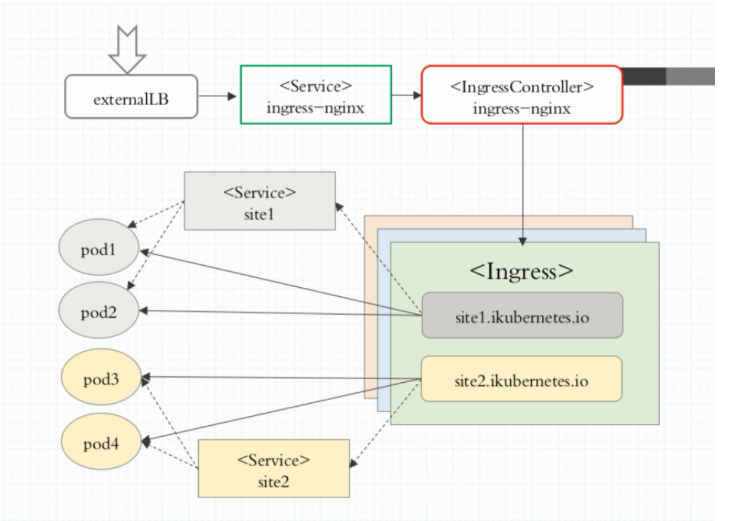 externalLB
<Service>
ingress-nginx
<IngressController>
ingress-nginx
<Service>
site1
pod1
pod2
pod3
pod4
<Ingress>
site1.ikubernetes.io
site2.ikubernetes.io
<Service>
site2